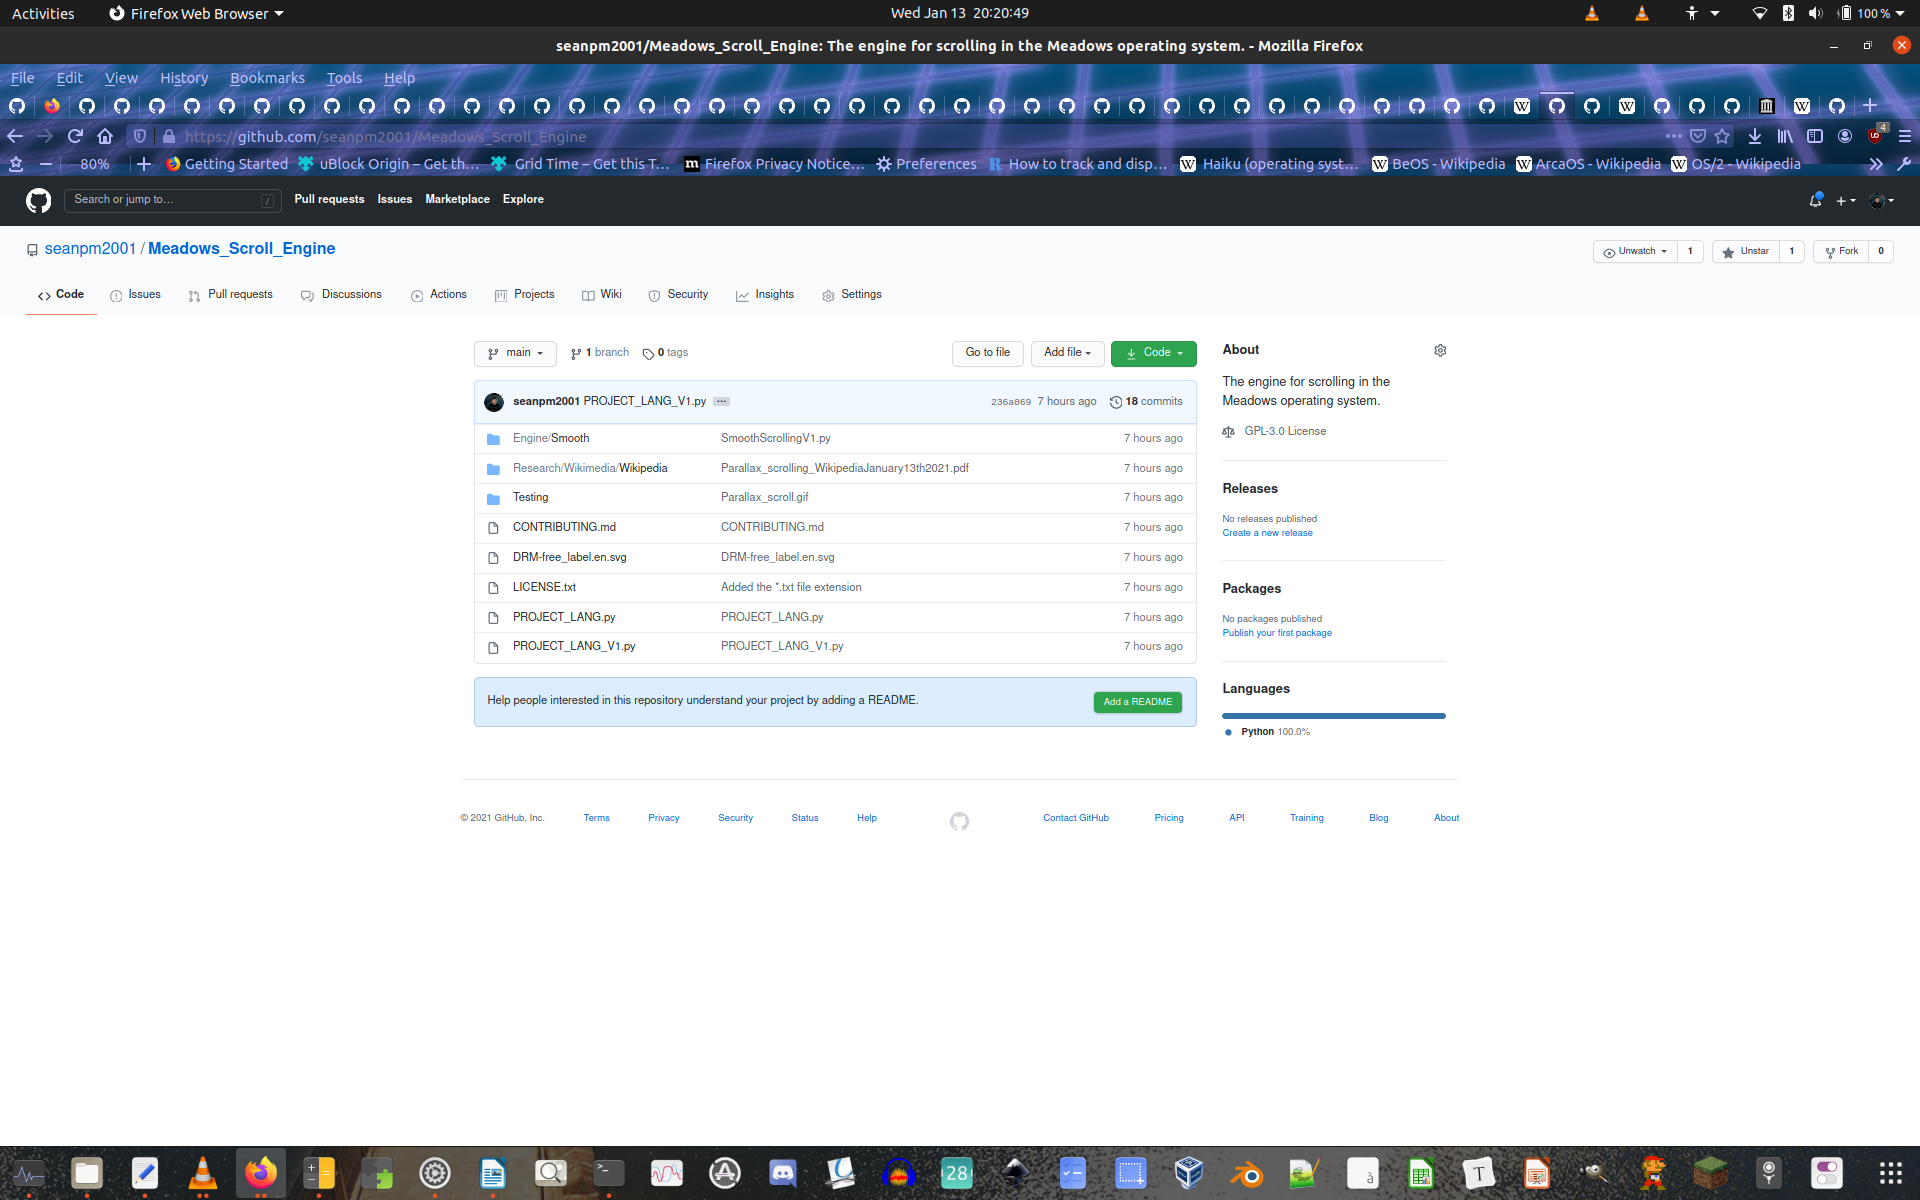 Activities Firefox Web Browser Wed Jan 13 20:20:49 100 %
seanpm2001/Meadows_Scroll_Engine: The engine for scrolling in the Meadows operating system. - Mozilla Firefox
File Edit View History Bookmarks Tools Help
https://github.com/seanpm2001/Meadows_Scroll_Engine 4
80% Getting Started uBlock Origin – Get th… Grid Time – Get this T… Firefox Privacy Notice… Preferences How to track and disp… Haiku (operating syst… BeOS - Wikipedia ArcaOS - Wikipedia OS/2 - Wikipedia
Search or jump to… / Pull requests Issues Marketplace Explore
seanpm2001 / Meadows_Scroll_Engine Unwatch 1 Unstar 1 Fork 0
Code Issues Pull requests Discussions Actions Projects Wiki Security Insights Settings
main 1 branch 0 tags Go to file Add file Code
seanpm2001 PROJECT_LANG_V1.py ... 236a069 7 hours ago 18 commits
Engine/Smooth SmoothScrollingV1.py 7 hours ago
Research/Wikimedia/Wikipedia Parallax_scrolling_WikipediaJanuary13th2021.pdf 7 hours ago
Testing Parallax_scroll.gif 7 hours ago
CONTRIBUTING.md CONTRIBUTING.md 7 hours ago
DRM-free_label.en.svg DRM-free_label.en.svg 7 hours ago
LICENSE.txt Added the *.txt file extension 7 hours ago
PROJECT_LANG.py PROJECT_LANG.py 7 hours ago
PROJECT_LANG_V1.py PROJECT_LANG_V1.py 7 hours ago
Help people interested in this repository understand your project by adding a README. Add a README
About
The engine for scrolling in the
Meadows operating system.
GPL-3.0 License
Releases
No releases published
Create a new release
Packages
No packages published
Publish your first package
Languages
Python 100.0%
© 2021 GitHub, Inc. Terms Privacy Security Status Help Contact GitHub Pricing API Training Blog About
28 T à